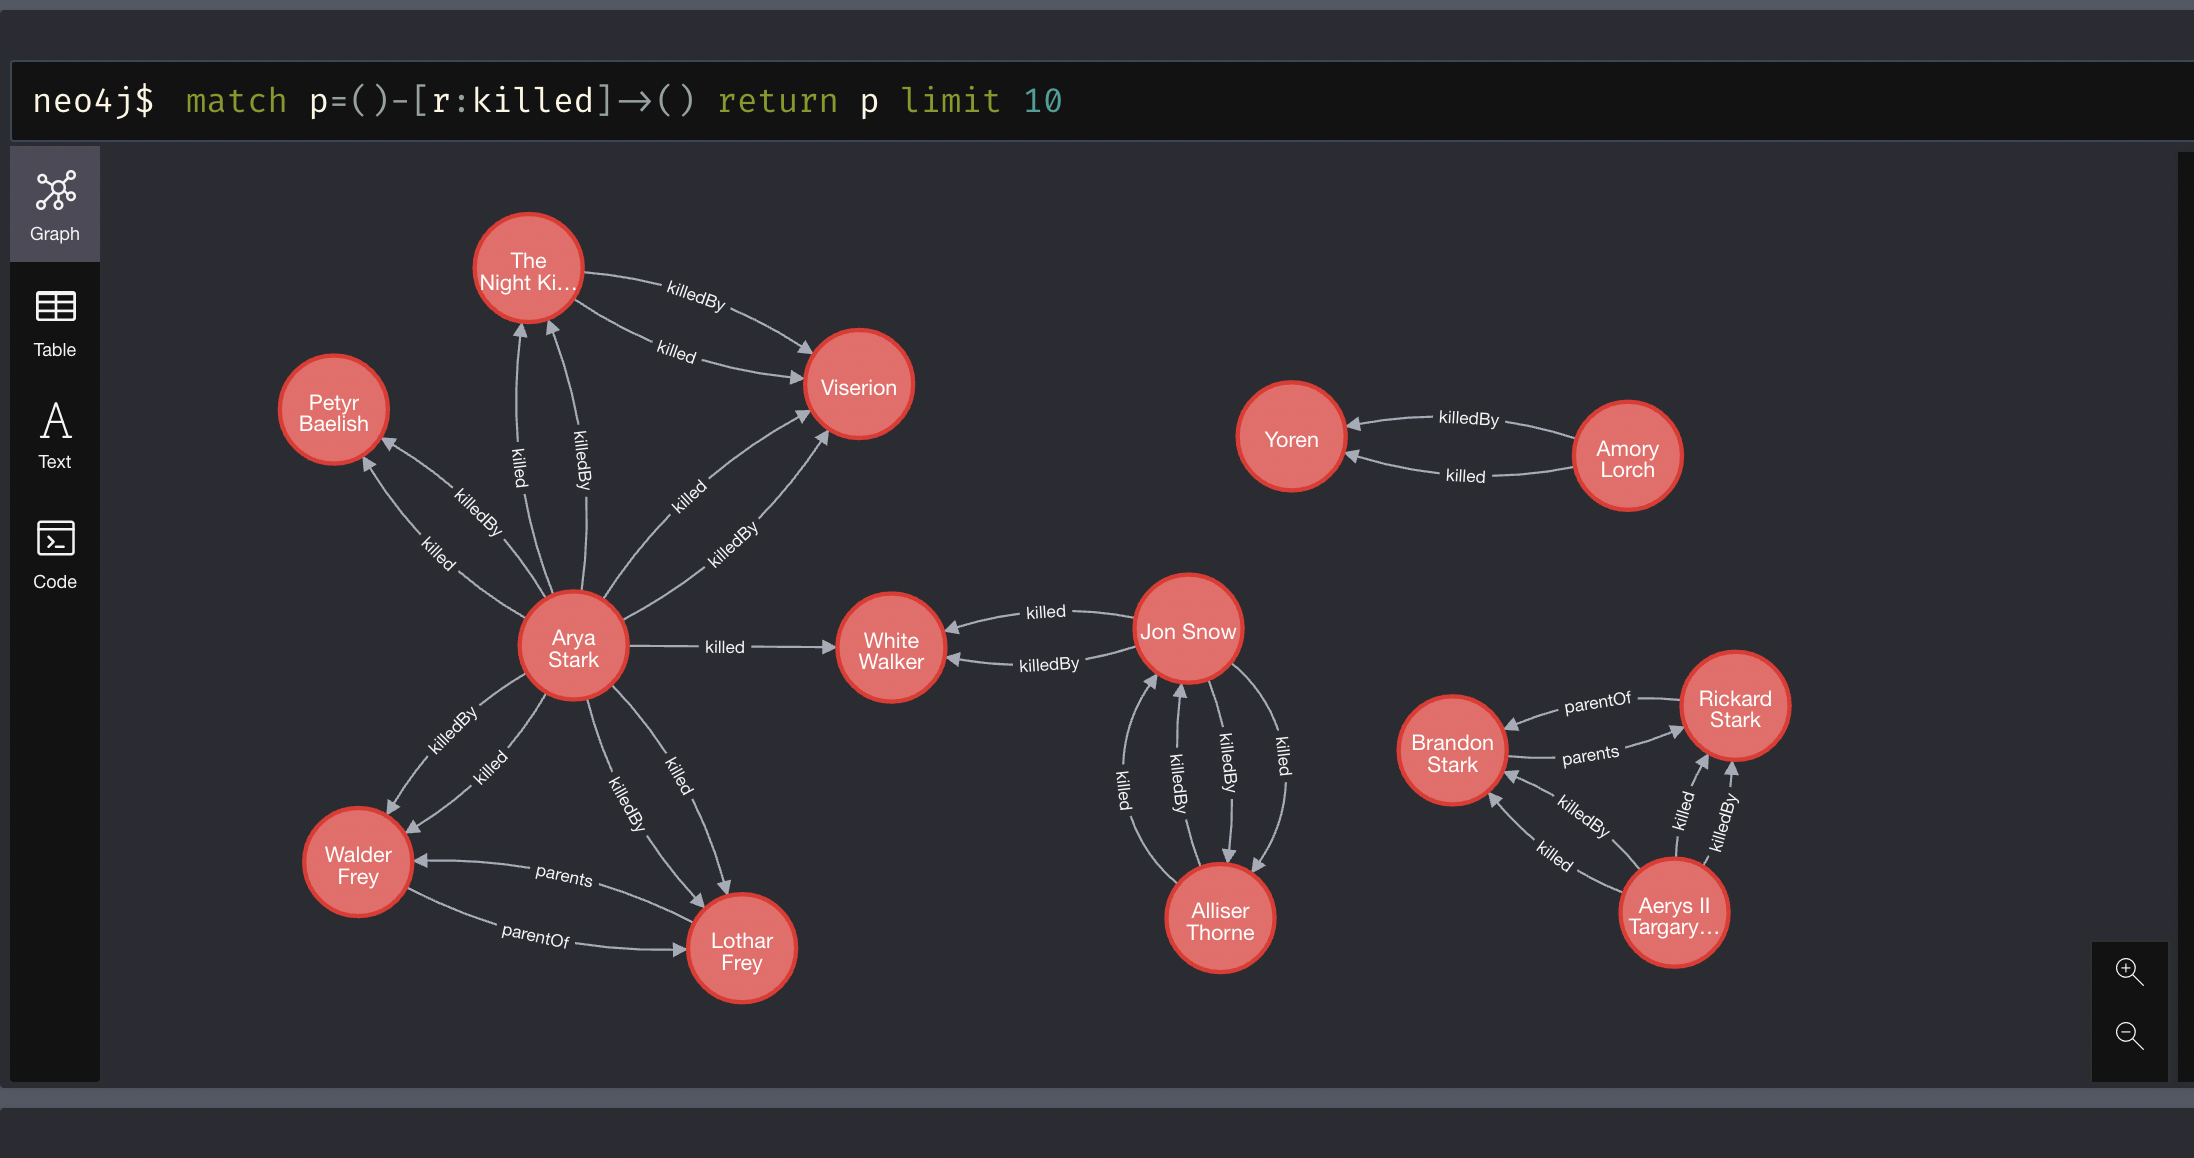 neo4j$ match p=()-[r:killed]→() return p limit 10
Graph
Table
Text
Code
The
Night Ki...
killedBy
killed
Viserion
Petyr
Baelish
killed
killedBy
killedBy
killed
killed
killedBy
Arya
Stark
killed
White
Walker
killed
killedBy
Jon Snow
killedBy
killed
killedBy
killed
Walder
Frey
parents
parentOf
Lothar
Frey
killed
killedBy
killedBy
killed
Alliser
Thorne
Yoren
killedBy
killed
Amory
Lorch
Brandon
Stark
parentOf
parents
Rickard
Stark
killedBy
killed
killed
killedBy
Aerys II
Targary...